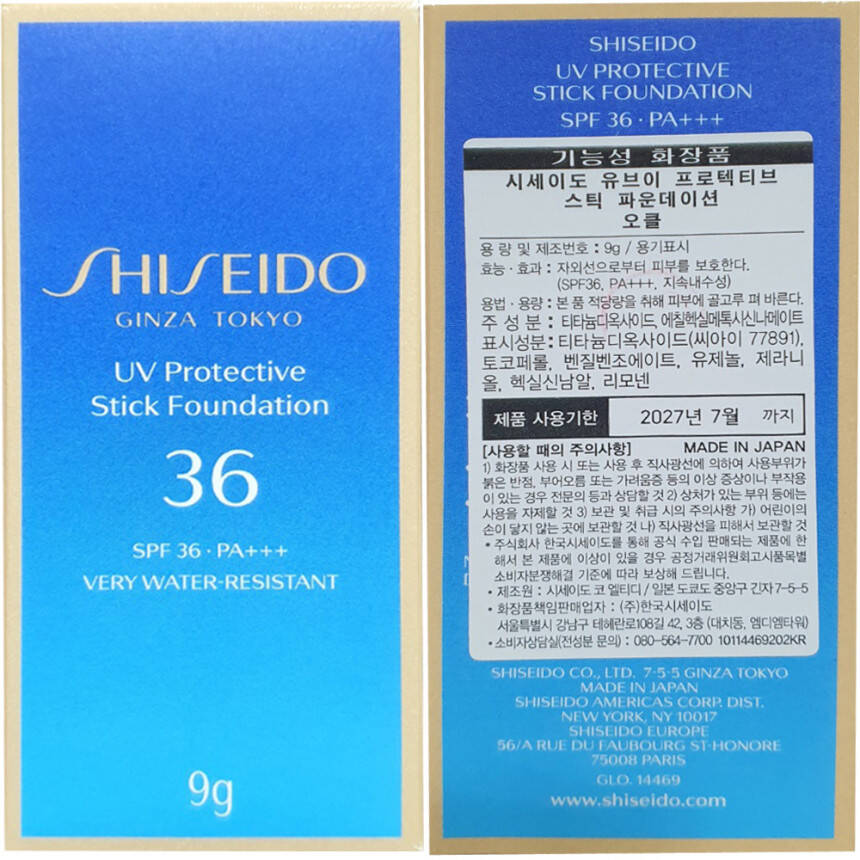 SHISEIDO
GINZA TOKYO
UV Protective
Stick Foundation
36
SPF 36 · PA+++
VERY WATER-RESISTANT
9g
SHISEIDO
UV PROTECTIVE
STICK FOUNDATION
SPF 36 · PA+++
기능성 화장품
시세이도 유브이 프로텍티브
스틱 파운데이션
오클
용 량 및 제조번호 : 9g / 용기표시
효능 · 효과 : 자외선으로부터 피부를 보호한다.
(SPF36, PA+++, 지속내수성)
용법 · 용량 : 본 품 적당량을 취해 피부에 골고루 펴 바른다.
주 성 분 : 티타늄디옥사이드, 에칠헥실메톡시신나메이트
표시성분 : 티타늄디옥사이드(씨아이 77891),
토코페롤, 벤질벤조에이트, 유제놀, 제라니
올, 헥실신남알, 리모넨
제품 사용기한 2027년 7월 까지
[사용할 때의 주의사항] MADE IN JAPAN
1) 화장품 사용 시 또는 사용 후 직사광선에 의하여 사용부위가
붉은 반점, 부어오름 또는 가려움증 등의 이상 증상이나 부작용
이 있는 경우 전문의 등과 상담할 것 2) 상처가 있는 부위 등에는
사용을 자제할 것 3) 보관 및 취급 시의 주의사항 가) 어린이의
손이 닿지 않는 곳에 보관할 것 나) 직사광선을 피해서 보관할 것
• 주식회사 한국시세이도를 통해 공식 수입 판매되는 제품에 한
해서 본 제품에 이상이 있을 경우 공정거래위원회고시품목별
소비자분쟁해결 기준에 따라 보상해 드립니다.
• 제조원 : 시세이도 코 엘티디 / 일본 도쿄도 중앙구 긴자 7-5-5
• 화장품책임판매업자 : (주)한국시세이도
서울특별시 강남구 테헤란로108길 42, 3층 (대치동, 엠디엠타워)
• 소비자상담실(전성분 문의) : 080-564-7700 10114469202KR
SHISEIDO CO., LTD. 7-5-5 GINZA TOKYO
MADE IN JAPAN
SHISEIDO AMERICAS CORP. DIST.
NEW YORK, NY 10017
SHISEIDO EUROPE
56/A RUE DU FAUBOURG ST-HONORE
75008 PARIS
GLO. 14469
www.shiseido.com